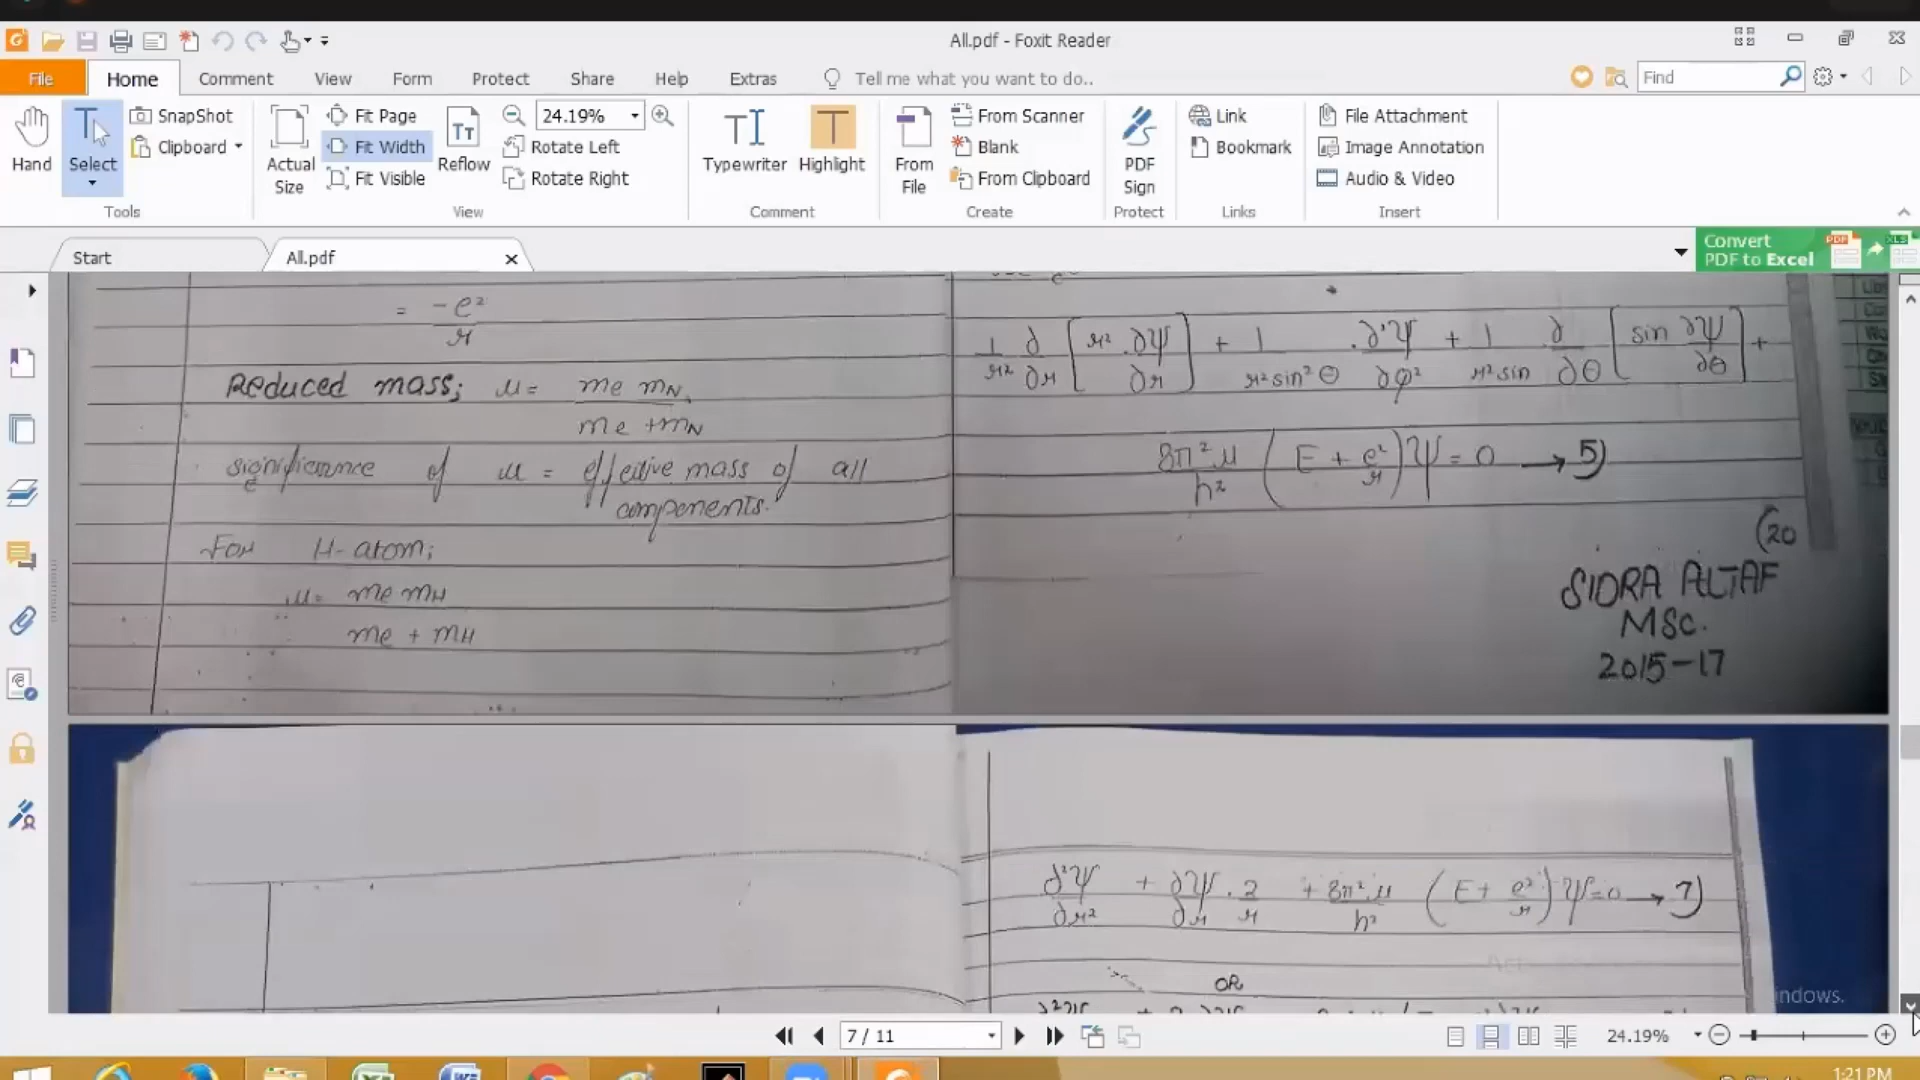 All.pdf - Foxit Reader
File Home Comment View Form Protect Share Help Extras Tell me what you want to do.. Find
Hand Select SnapShot Clipboard Actual Size Fit Page Fit Width Fit Visible Reflow 24.19% Rotate Left Rotate Right Typewriter Highlight From File From Scanner Blank From Clipboard PDF Sign Link Bookmark File Attachment Image Annotation Audio & Video
Tools View Comment Create Protect Links Insert
Start All.pdf
Convert PDF to Excel
= -e²/r
Reduced mass; μ = me mN / me + mN
significance of μ = effective mass of all
components.
For H-atom;
μ = me mH
me + mH
1/r² ∂/∂r [r² . ∂ψ/∂r] + 1/r² sin² θ . ∂²ψ/∂φ² + 1/r² sin ∂/∂θ [sin ∂ψ/∂θ] +
8π²μ/h² (E + e²/r) ψ = 0 → 5)
(20
SIDRA ALTAF
MSc.
2015-17
∂²ψ/∂r² + ∂ψ/∂r . 2/r + 8π²μ/h² (E + e²/r) ψ = 0 → 7)
OR
ndows.
7 / 11 24.19%
1:21 PM